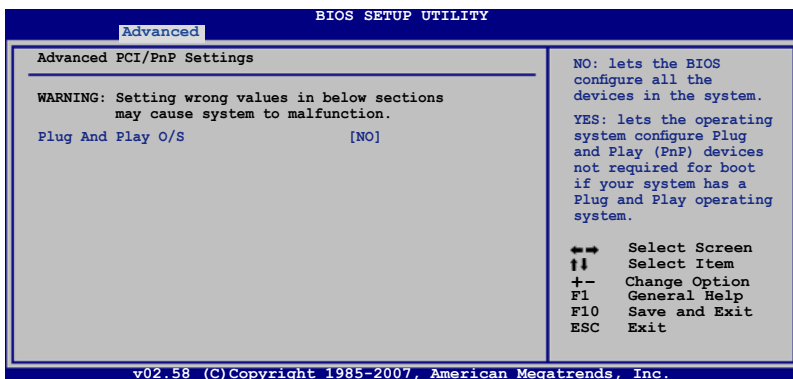 BIOS SETUP UTILITY
Advanced
Advanced PCI/PnP Settings
WARNING: Setting wrong values in below sections
may cause system to malfunction.
Plug And Play O/S [NO]
NO: lets the BIOS
configure all the
devices in the system.
YES: lets the operating
system configure Plug
and Play (PnP) devices
not required for boot
if your system has a
Plug and Play operating
system.
←→ Select Screen
↑↓ Select Item
+- Change Option
F1 General Help
F10 Save and Exit
ESC Exit
v02.58 (C)Copyright 1985-2007, American Megatrends, Inc.